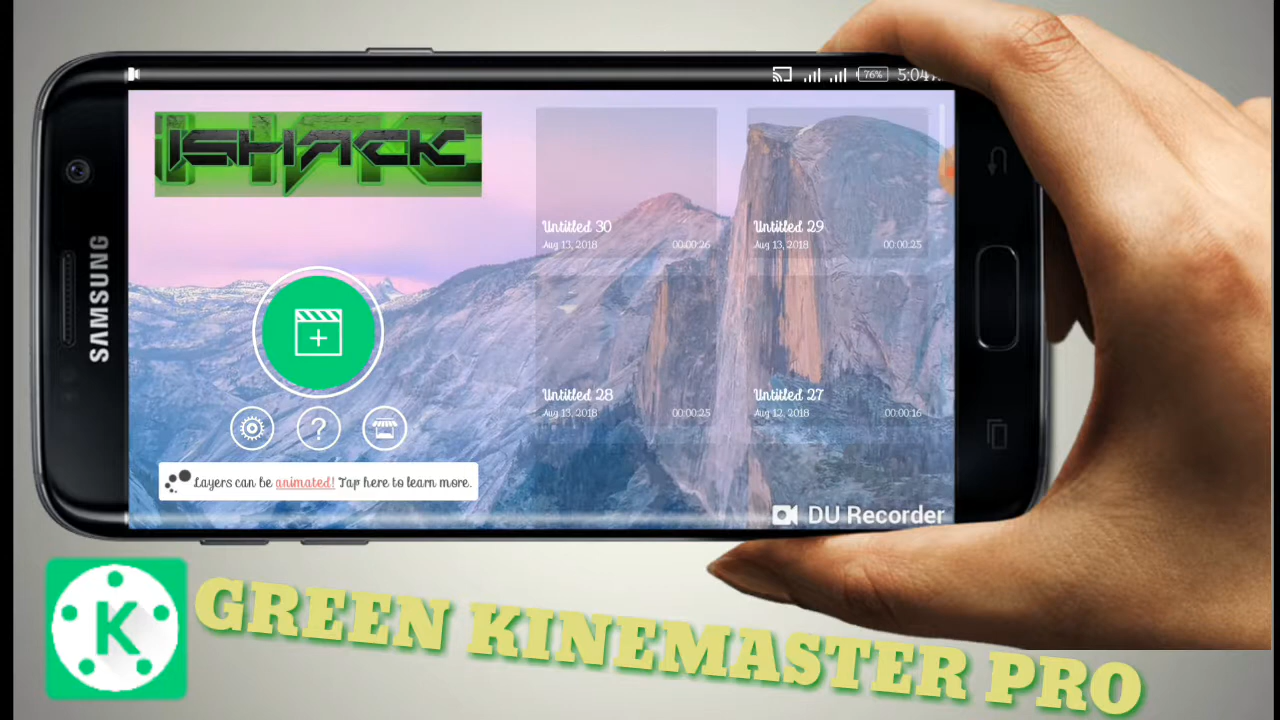 76% 5:04
ISHACK
Untitled 30
Aug 13, 2018 00:00:26
Untitled 29
Aug 13, 2018 00:00:25
SAMSUNG
Untitled 28
Aug 13, 2018 00:00:25
Untitled 27
Aug 12, 2018 00:00:16
?
Layers can be animated! Tap here to learn more.
DU Recorder
K
GREEN KINEMASTER PRO